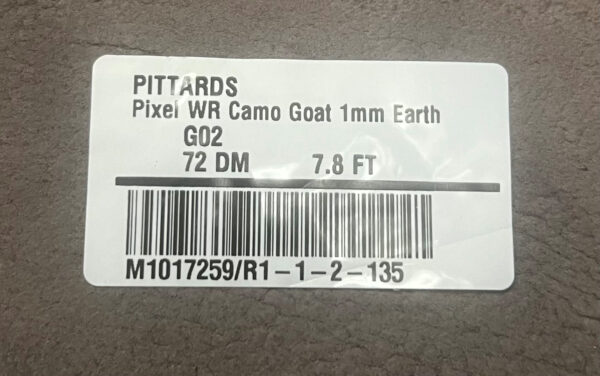 PITTARDS
Pixel WR Camo Goat 1mm Earth
G02
72 DM 7.8 FT
M1017259/R1-1-2-135